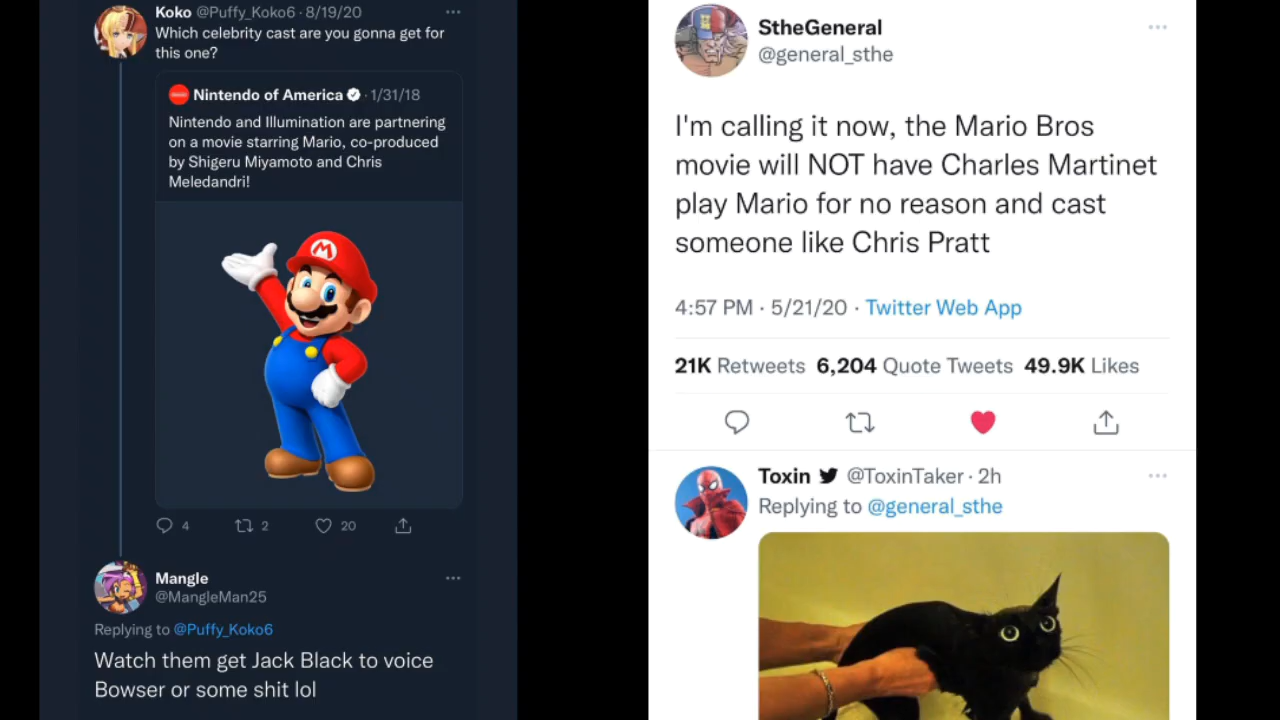 Koko @Puffy_Koko6 · 8/19/20
Which celebrity cast are you gonna get for
this one?
Nintendo of America · 1/31/18
Nintendo and Illumination are partnering
on a movie starring Mario, co-produced
by Shigeru Miyamoto and Chris
Meledandri!
M
4 2 20
Mangle
@MangleMan25
Replying to @Puffy_Koko6
Watch them get Jack Black to voice
Bowser or some shit lol
StheGeneral
@general_sthe
I'm calling it now, the Mario Bros
movie will NOT have Charles Martinet
play Mario for no reason and cast
someone like Chris Pratt
4:57 PM · 5/21/20 · Twitter Web App
21K Retweets 6,204 Quote Tweets 49.9K Likes
Toxin @ToxinTaker · 2h
Replying to @general_sthe